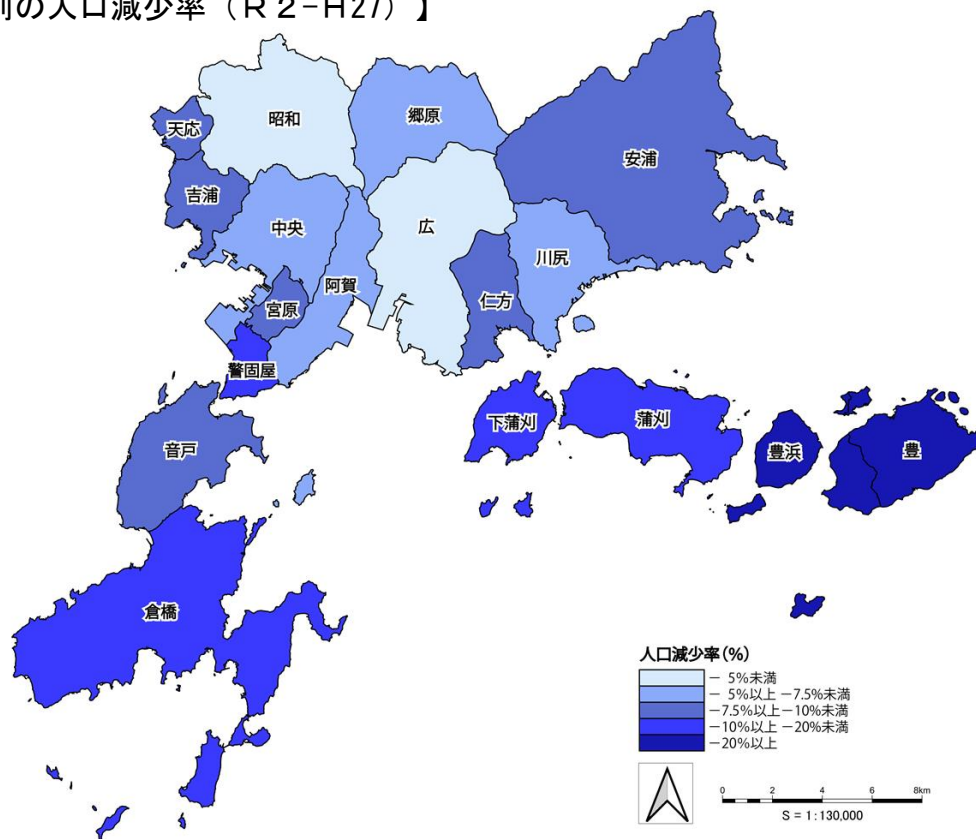 別の人口減少率（R２-H27）】
昭和
郷原
天応
安浦
吉浦
中央
広
川尻
阿賀
宮原
仁方
警固屋
下蒲刈
蒲刈
音戸
豊浜
豊
倉橋
人口減少率(%)
－ 5%未満
－ 5%以上 －7.5%未満
－7.5%以上－10%未満
－10%以上 －20%未満
－20%以上
0 2 4 6 8km
S = 1：130,000